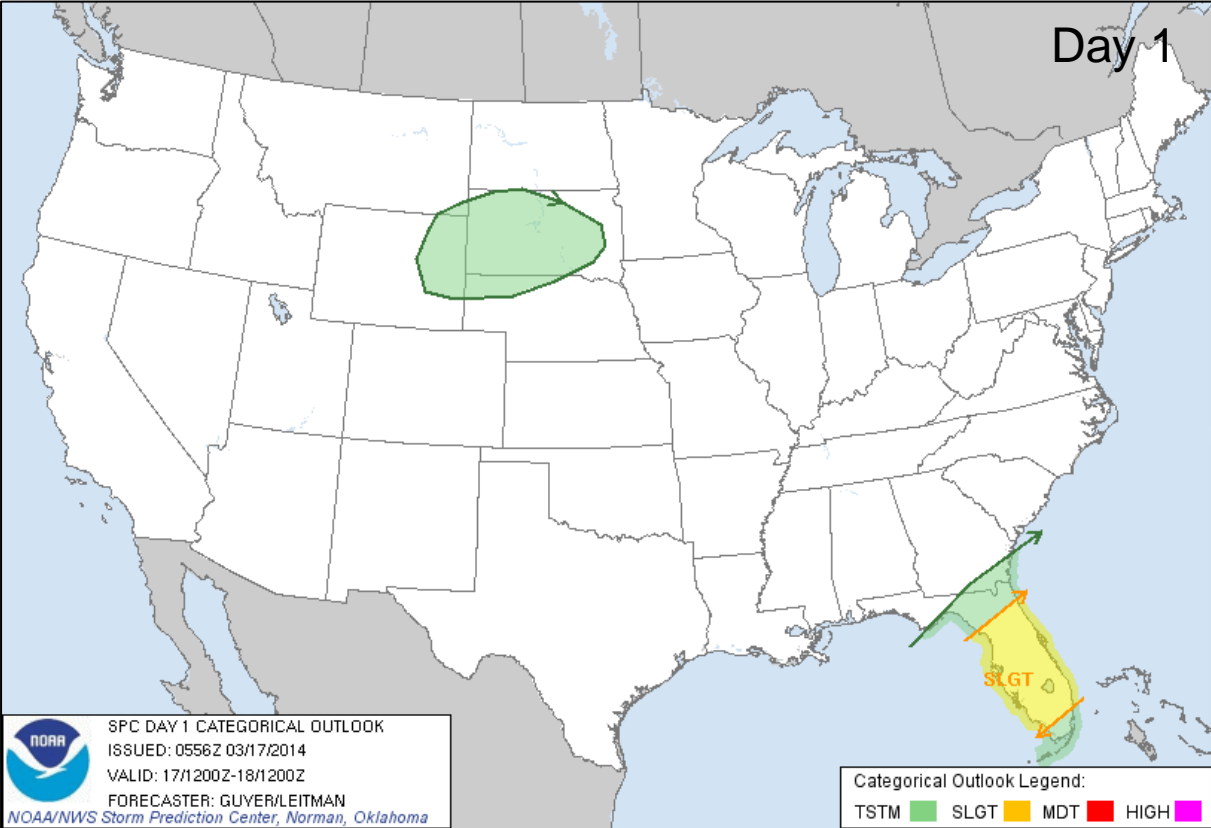 Day 1
SLGT
NOAA
SPC DAY 1 CATEGORICAL OUTLOOK
ISSUED: 0556Z 03/17/2014
VALID: 17/1200Z-18/1200Z
FORECASTER: GUYER/LEITMAN
NOAA/NWS Storm Prediction Center, Norman, Oklahoma
Categorical Outlook Legend:
TSTM SLGT MDT HIGH